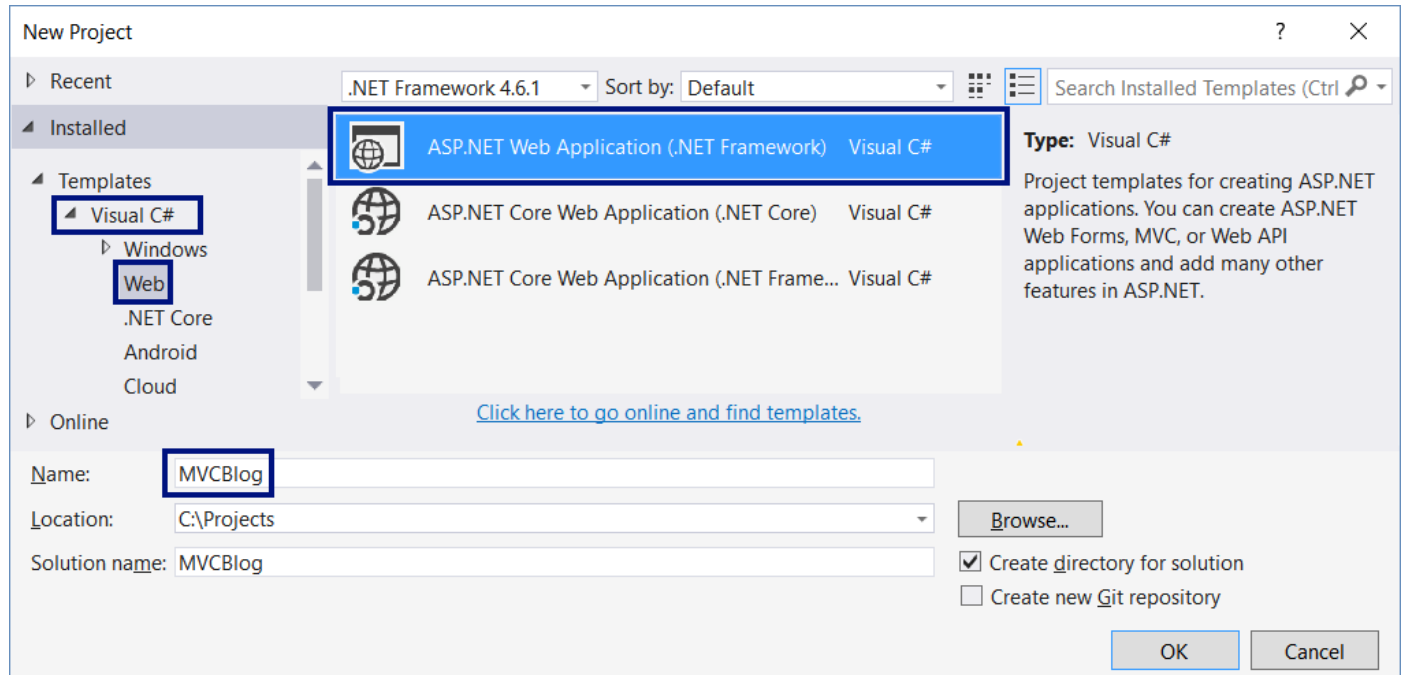 New Project ?
Recent
Installed
Templates
Visual C#
Windows
Web
.NET Core
Android
Cloud
Online
.NET Framework 4.6.1 Sort by: Default Search Installed Templates (Ctrl
ASP.NET Web Application (.NET Framework) Visual C#
ASP.NET Core Web Application (.NET Core) Visual C#
ASP.NET Core Web Application (.NET Frame... Visual C#
Click here to go online and find templates.
Type: Visual C#
Project templates for creating ASP.NET
applications. You can create ASP.NET
Web Forms, MVC, or Web API
applications and add many other
features in ASP.NET.
Name: MVCBlog
Location: C:\Projects Browse...
Solution name: MVCBlog
Create directory for solution
Create new Git repository
OK Cancel